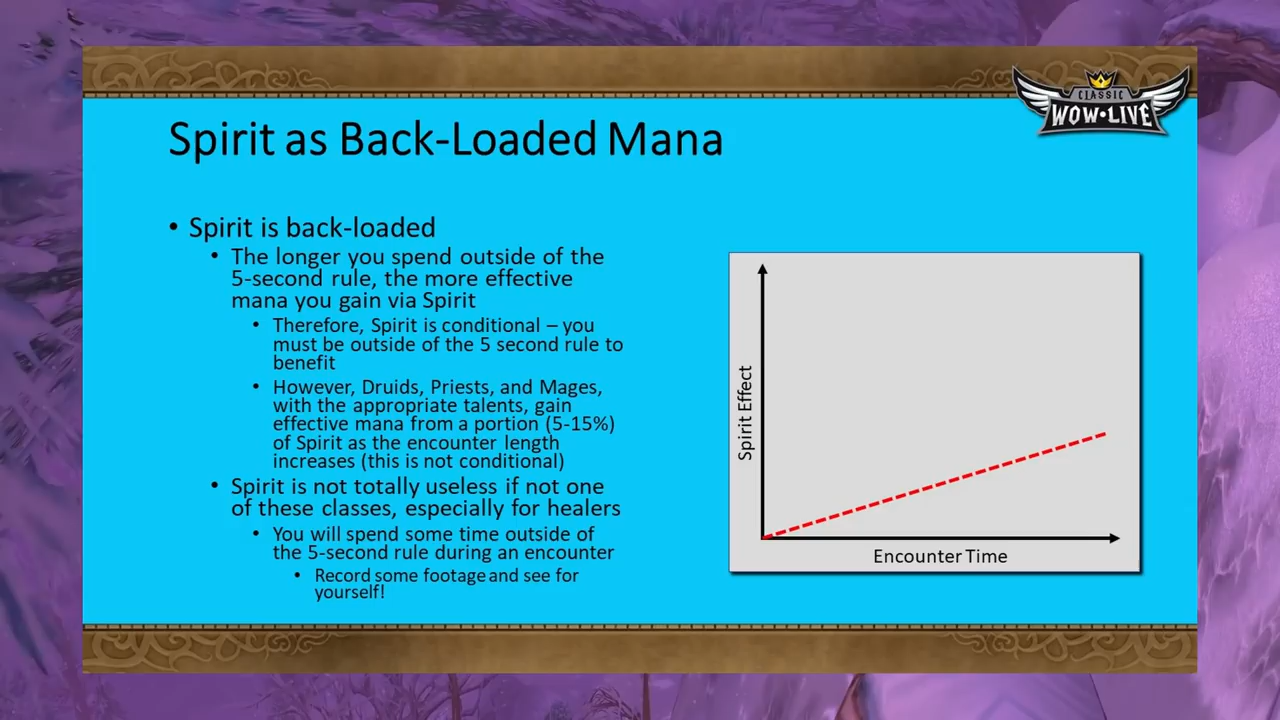 CLASSIC
WOW•LIVE
Spirit as Back-Loaded Mana
• Spirit is back-loaded
• The longer you spend outside of the
5-second rule, the more effective
mana you gain via Spirit
• Therefore, Spirit is conditional – you
must be outside of the 5 second rule to
benefit
• However, Druids, Priests, and Mages,
with the appropriate talents, gain
effective mana from a portion (5-15%)
of Spirit as the encounter length
increases (this is not conditional)
• Spirit is not totally useless if not one
of these classes, especially for healers
• You will spend some time outside of
the 5-second rule during an encounter
• Record some footage and see for
yourself!
Spirit Effect
Encounter Time